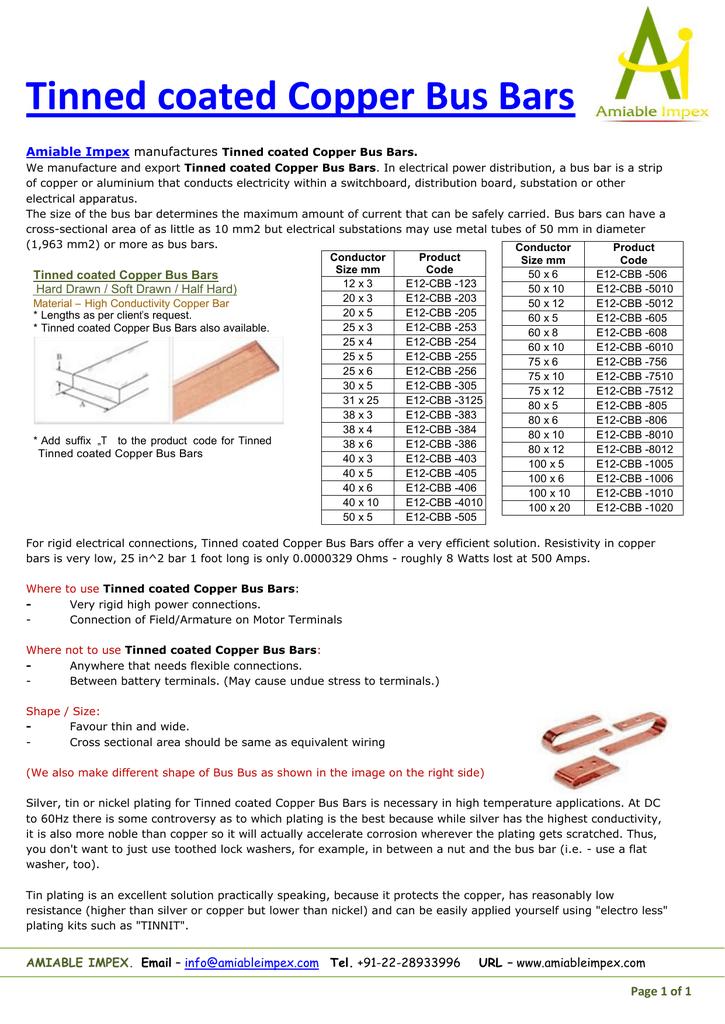 Ai
Amiable Impex
Tinned coated Copper Bus Bars
Amiable Impex manufactures Tinned coated Copper Bus Bars.
We manufacture and export Tinned coated Copper Bus Bars. In electrical power distribution, a bus bar is a strip
of copper or aluminium that conducts electricity within a switchboard, distribution board, substation or other
electrical apparatus.
The size of the bus bar determines the maximum amount of current that can be safely carried. Bus bars can have a
cross-sectional area of as little as 10 mm2 but electrical substations may use metal tubes of 50 mm in diameter
(1,963 mm2) or more as bus bars.
Tinned coated Copper Bus Bars
Hard Drawn / Soft Drawn / Half Hard)
Material – High Conductivity Copper Bar
* Lengths as per client's request.
* Tinned coated Copper Bus Bars also available.
B
A
* Add suffix „T to the product code for Tinned
Tinned coated Copper Bus Bars
Conductor Size mm Product Code
12 x 3 E12-CBB -123
20 x 3 E12-CBB -203
20 x 5 E12-CBB -205
25 x 3 E12-CBB -253
25 x 4 E12-CBB -254
25 x 5 E12-CBB -255
25 x 6 E12-CBB -256
30 x 5 E12-CBB -305
31 x 25 E12-CBB -3125
38 x 3 E12-CBB -383
38 x 4 E12-CBB -384
38 x 6 E12-CBB -386
40 x 3 E12-CBB -403
40 x 5 E12-CBB -405
40 x 6 E12-CBB -406
40 x 10 E12-CBB -4010
50 x 5 E12-CBB -505
Conductor Size mm Product Code
50 x 6 E12-CBB -506
50 x 10 E12-CBB -5010
50 x 12 E12-CBB -5012
60 x 5 E12-CBB -605
60 x 8 E12-CBB -608
60 x 10 E12-CBB -6010
75 x 6 E12-CBB -756
75 x 10 E12-CBB -7510
75 x 12 E12-CBB -7512
80 x 5 E12-CBB -805
80 x 6 E12-CBB -806
80 x 10 E12-CBB -8010
80 x 12 E12-CBB -8012
100 x 5 E12-CBB -1005
100 x 6 E12-CBB -1006
100 x 10 E12-CBB -1010
100 x 20 E12-CBB -1020
For rigid electrical connections, Tinned coated Copper Bus Bars offer a very efficient solution. Resistivity in copper
bars is very low, 25 in^2 bar 1 foot long is only 0.0000329 Ohms - roughly 8 Watts lost at 500 Amps.
Where to use Tinned coated Copper Bus Bars:
- Very rigid high power connections.
- Connection of Field/Armature on Motor Terminals
Where not to use Tinned coated Copper Bus Bars:
- Anywhere that needs flexible connections.
- Between battery terminals. (May cause undue stress to terminals.)
Shape / Size:
- Favour thin and wide.
- Cross sectional area should be same as equivalent wiring
(We also make different shape of Bus Bus as shown in the image on the right side)
Silver, tin or nickel plating for Tinned coated Copper Bus Bars is necessary in high temperature applications. At DC
to 60Hz there is some controversy as to which plating is the best because while silver has the highest conductivity,
it is also more noble than copper so it will actually accelerate corrosion wherever the plating gets scratched. Thus,
you don't want to just use toothed lock washers, for example, in between a nut and the bus bar (i.e. - use a flat
washer, too).
Tin plating is an excellent solution practically speaking, because it protects the copper, has reasonably low
resistance (higher than silver or copper but lower than nickel) and can be easily applied yourself using "electro less"
plating kits such as "TINNIT".
AMIABLE IMPEX. Email – info@amiableimpex.com Tel. +91-22-28933996 URL – www.amiableimpex.com
Page 1 of 1